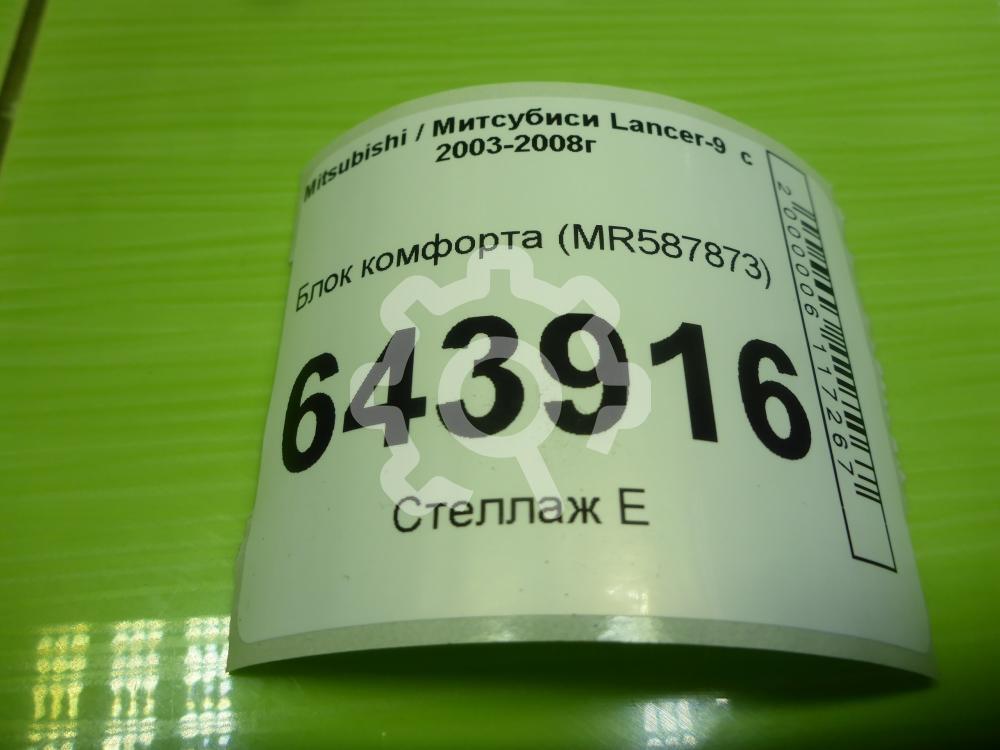 Mitsubishi / Митсубиси Lancer-9 с
2003-2008г
Блок комфорта (MR587873)
643916
Стеллаж Е
2000006117267